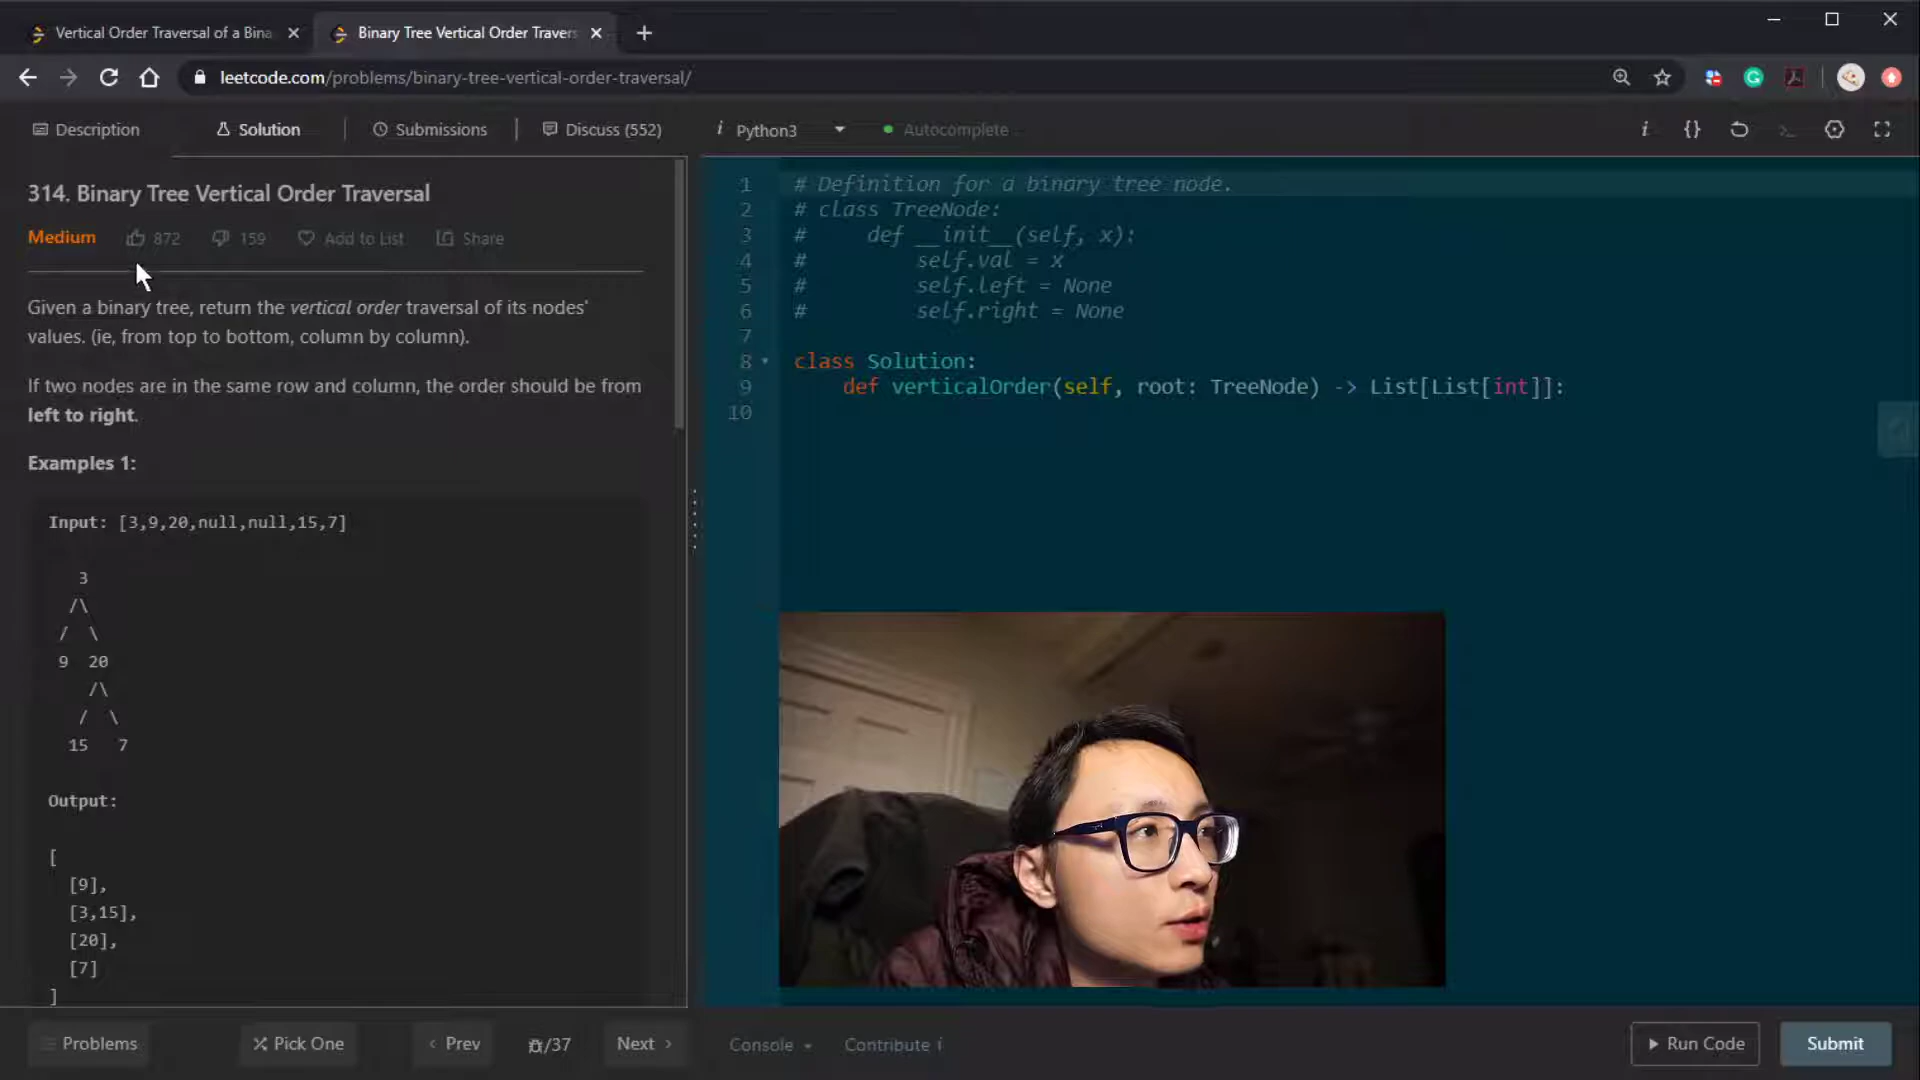 Vertical Order Traversal of a Bina
Binary Tree Vertical Order Travers
leetcode.com/problems/binary-tree-vertical-order-traversal/
Description
Solution
Submissions
Discuss (552)
i
Python3
Autocomplete
i {}
314. Binary Tree Vertical Order Traversal
Medium 872 159 Add to List Share
Given a binary tree, return the vertical order traversal of its nodes'
values. (ie, from top to bottom, column by column).
If two nodes are in the same row and column, the order should be from
left to right.
Examples 1:
Input: [3,9,20,null,null,15,7]
3
/\
/ \
9 20
/\
/ \
15 7
Output:
[
[9],
[3,15],
[20],
[7]
]
1 # Definition for a binary tree node.
2 # class TreeNode:
3 #     def __init__(self, x):
4 #         self.val = x
5 #         self.left = None
6 #         self.right = None
7
8 class Solution:
9     def verticalOrder(self, root: TreeNode) -> List[List[int]]:
10
Problems
Pick One
Prev
/37
Next
Console
Contribute i
Run Code
Submit